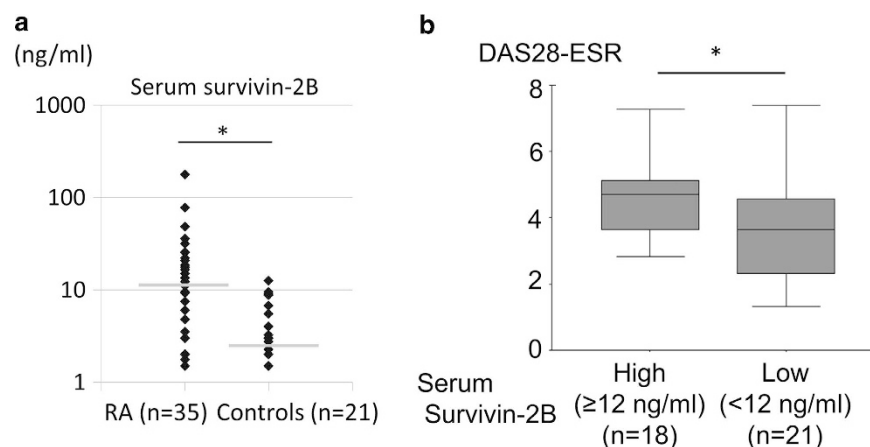 a
(ng/ml)
Serum survivin-2B
1000
*
100
10
1
RA (n=35) Controls (n=21)
b
DAS28-ESR
*
8
6
4
2
0
Serum
Survivin-2B
High
(≥12 ng/ml)
(n=18)
Low
(<12 ng/ml)
(n=21)